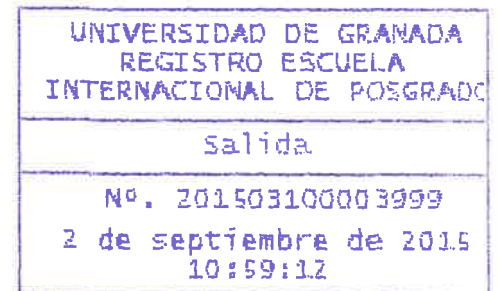 UNIVERSIDAD DE GRANADA
REGISTRO ESCUELA
INTERNACIONAL DE POSGRADO
Salida
Nº. 201503100003999
2 de septiembre de 2015
10:59:12